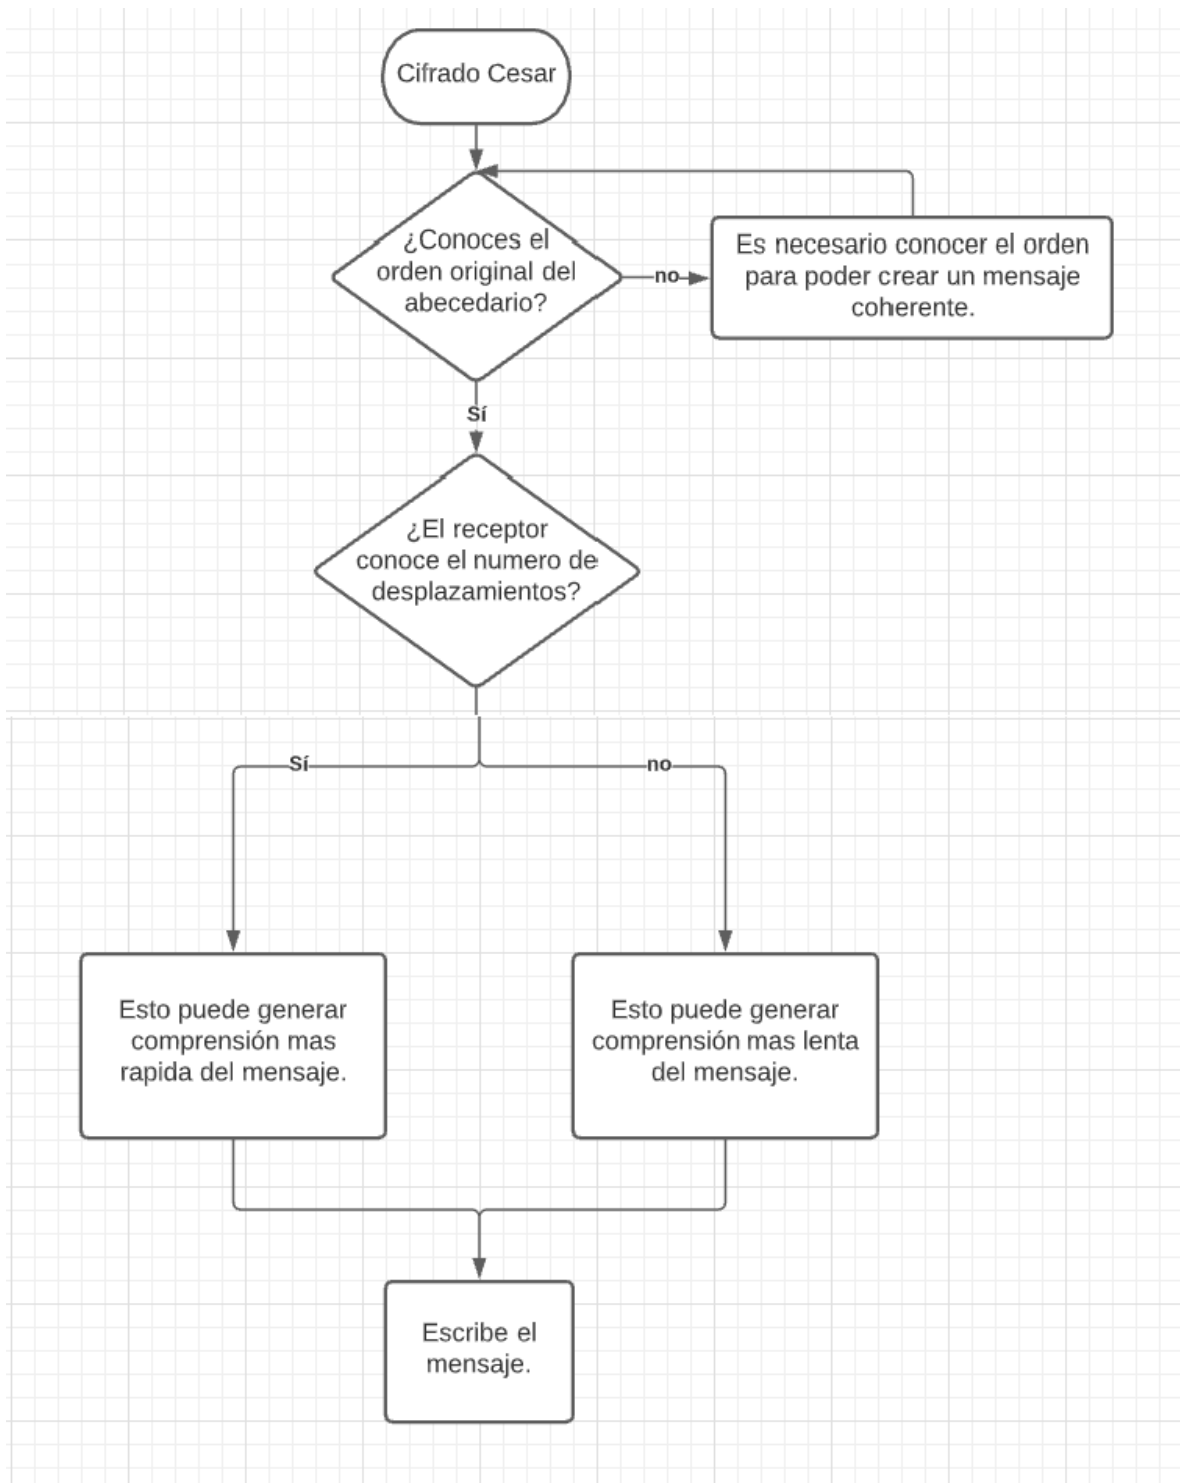 Cifrado Cesar
¿Conoces el
orden original del
abecedario?
no
Es necesario conocer el orden
para poder crear un mensaje
coherente.
Sí
¿El receptor
conoce el numero de
desplazamientos?
Sí
no
Esto puede generar
comprensión mas
rapida del mensaje.
Esto puede generar
comprensión mas lenta
del mensaje.
Escribe el
mensaje.